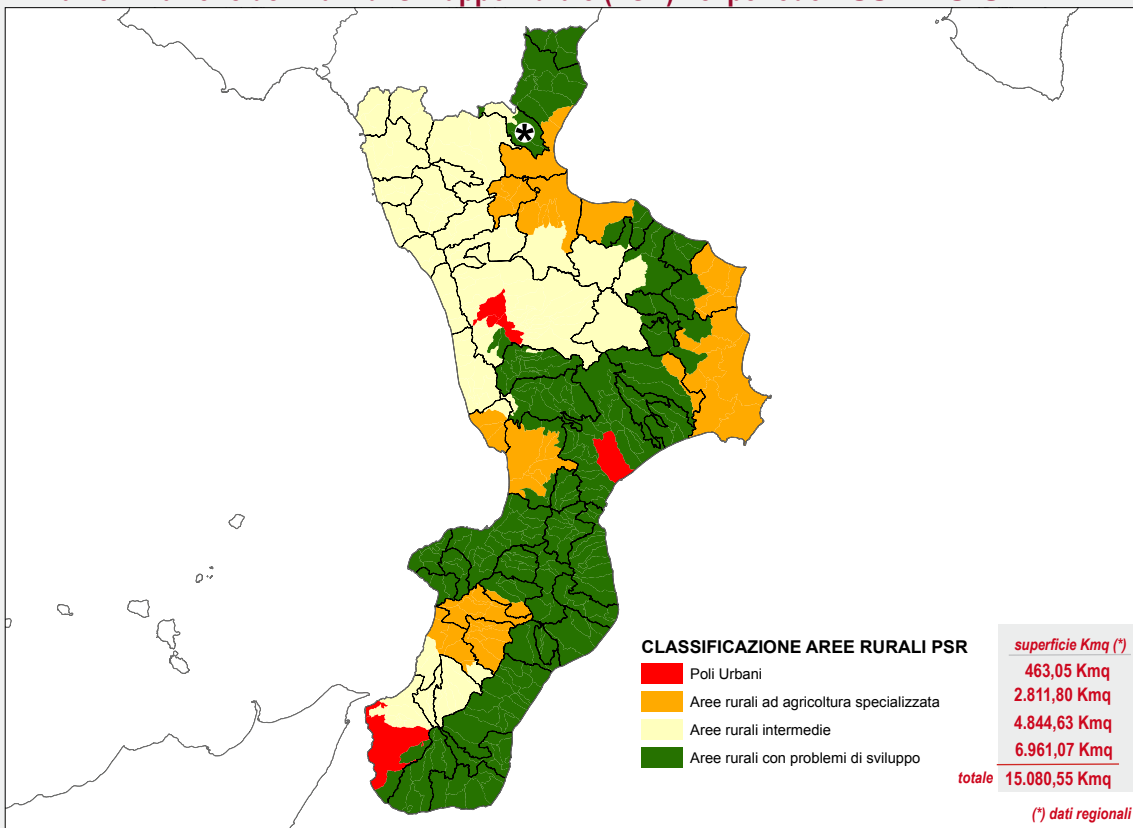 *
CLASSIFICAZIONE AREE RURALI PSR
superficie Kmq (*)
Poli Urbani
463,05 Kmq
Aree rurali ad agricoltura specializzata
2.811,80 Kmq
Aree rurali intermedie
4.844,63 Kmq
Aree rurali con problemi di sviluppo
6.961,07 Kmq
totale 15.080,55 Kmq
(*) dati regionali